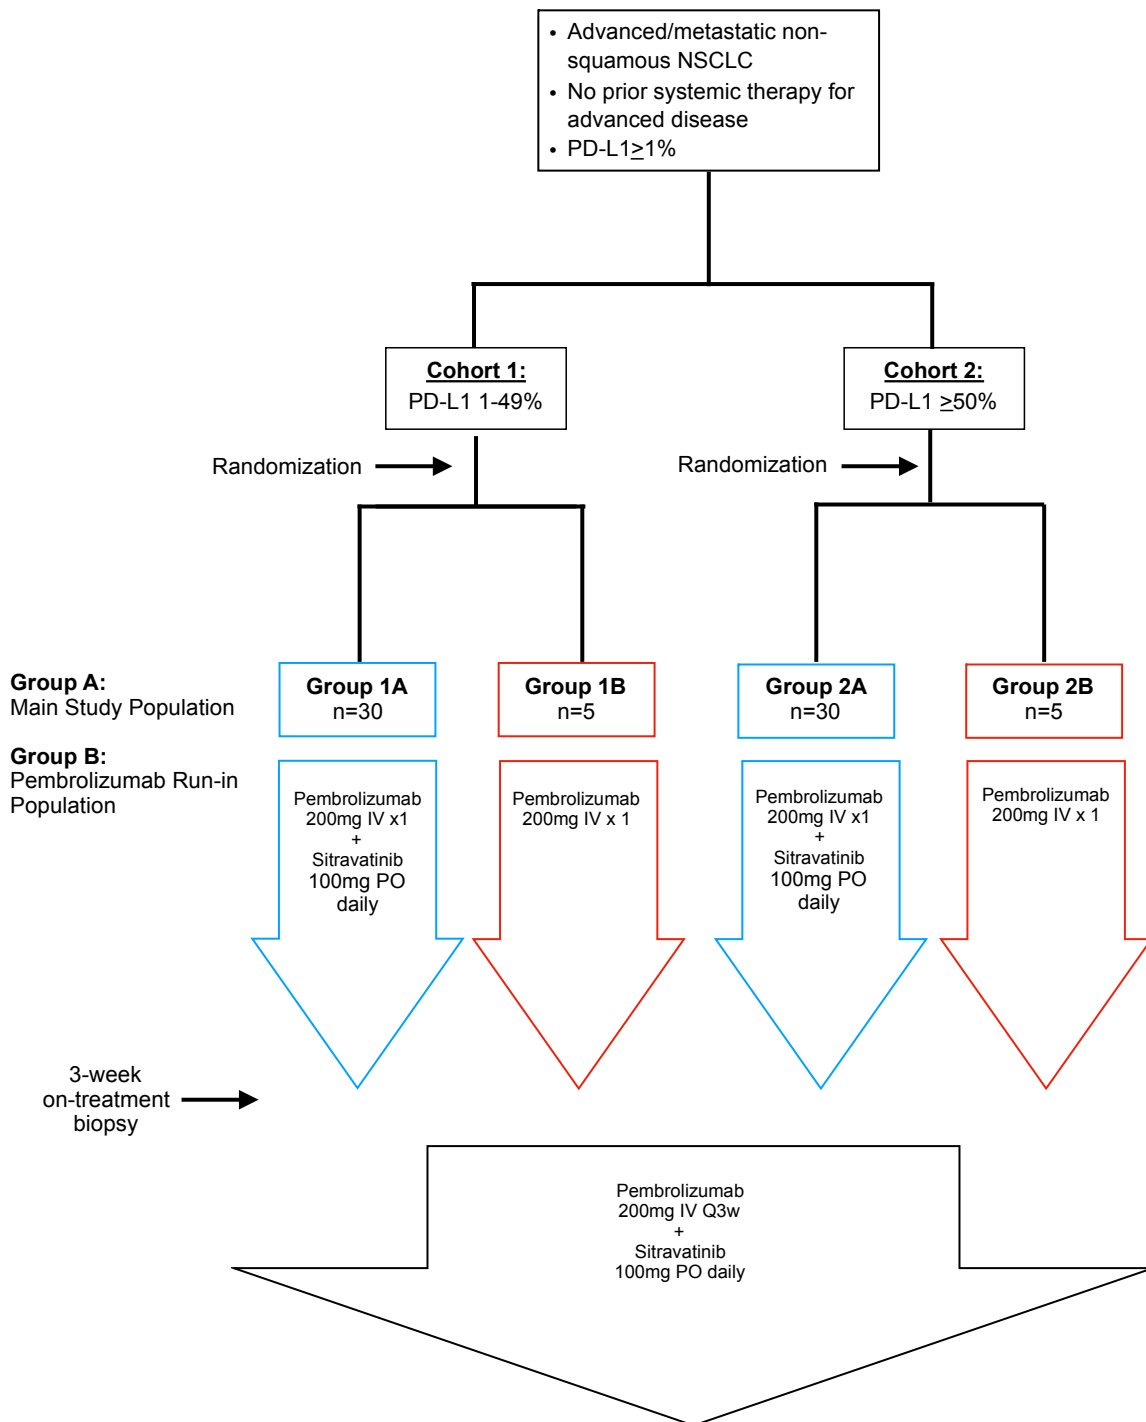 • Advanced/metastatic non-
squamous NSCLC
• No prior systemic therapy for
advanced disease
• PD-L1≥1%
Cohort 1:
PD-L1 1-49%
Cohort 2:
PD-L1 ≥50%
Randomization
Randomization
Group A:
Main Study Population
Group 1A
n=30
Group 1B
n=5
Group 2A
n=30
Group 2B
n=5
Group B:
Pembrolizumab Run-in
Population
Pembrolizumab
200mg IV x1
+
Sitravatinib
100mg PO
daily
Pembrolizumab
200mg IV x 1
Pembrolizumab
200mg IV x1
+
Sitravatinib
100mg PO
daily
Pembrolizumab
200mg IV x 1
3-week
on-treatment
biopsy
Pembrolizumab
200mg IV Q3w
+
Sitravatinib
100mg PO daily